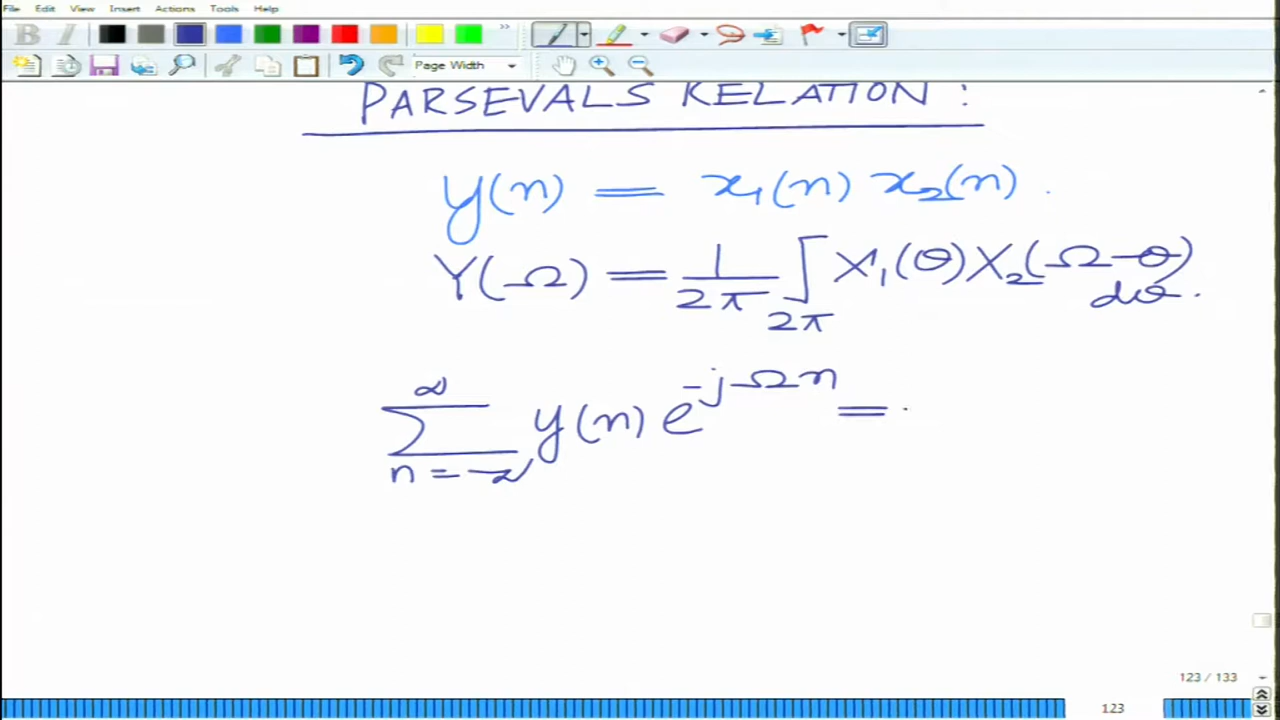 File Edit View Insert Actions Tools Help
B I
Page Width
PARSEVALS RELATION :
y(n) = x₁(n) x₂(n) .
Y(Ω) = 1/2π ∫2π X₁(θ) X₂(Ω-θ) dθ .
∞ ∑ n = -∞ y(n) e^{-jΩn} =
123 / 133
123